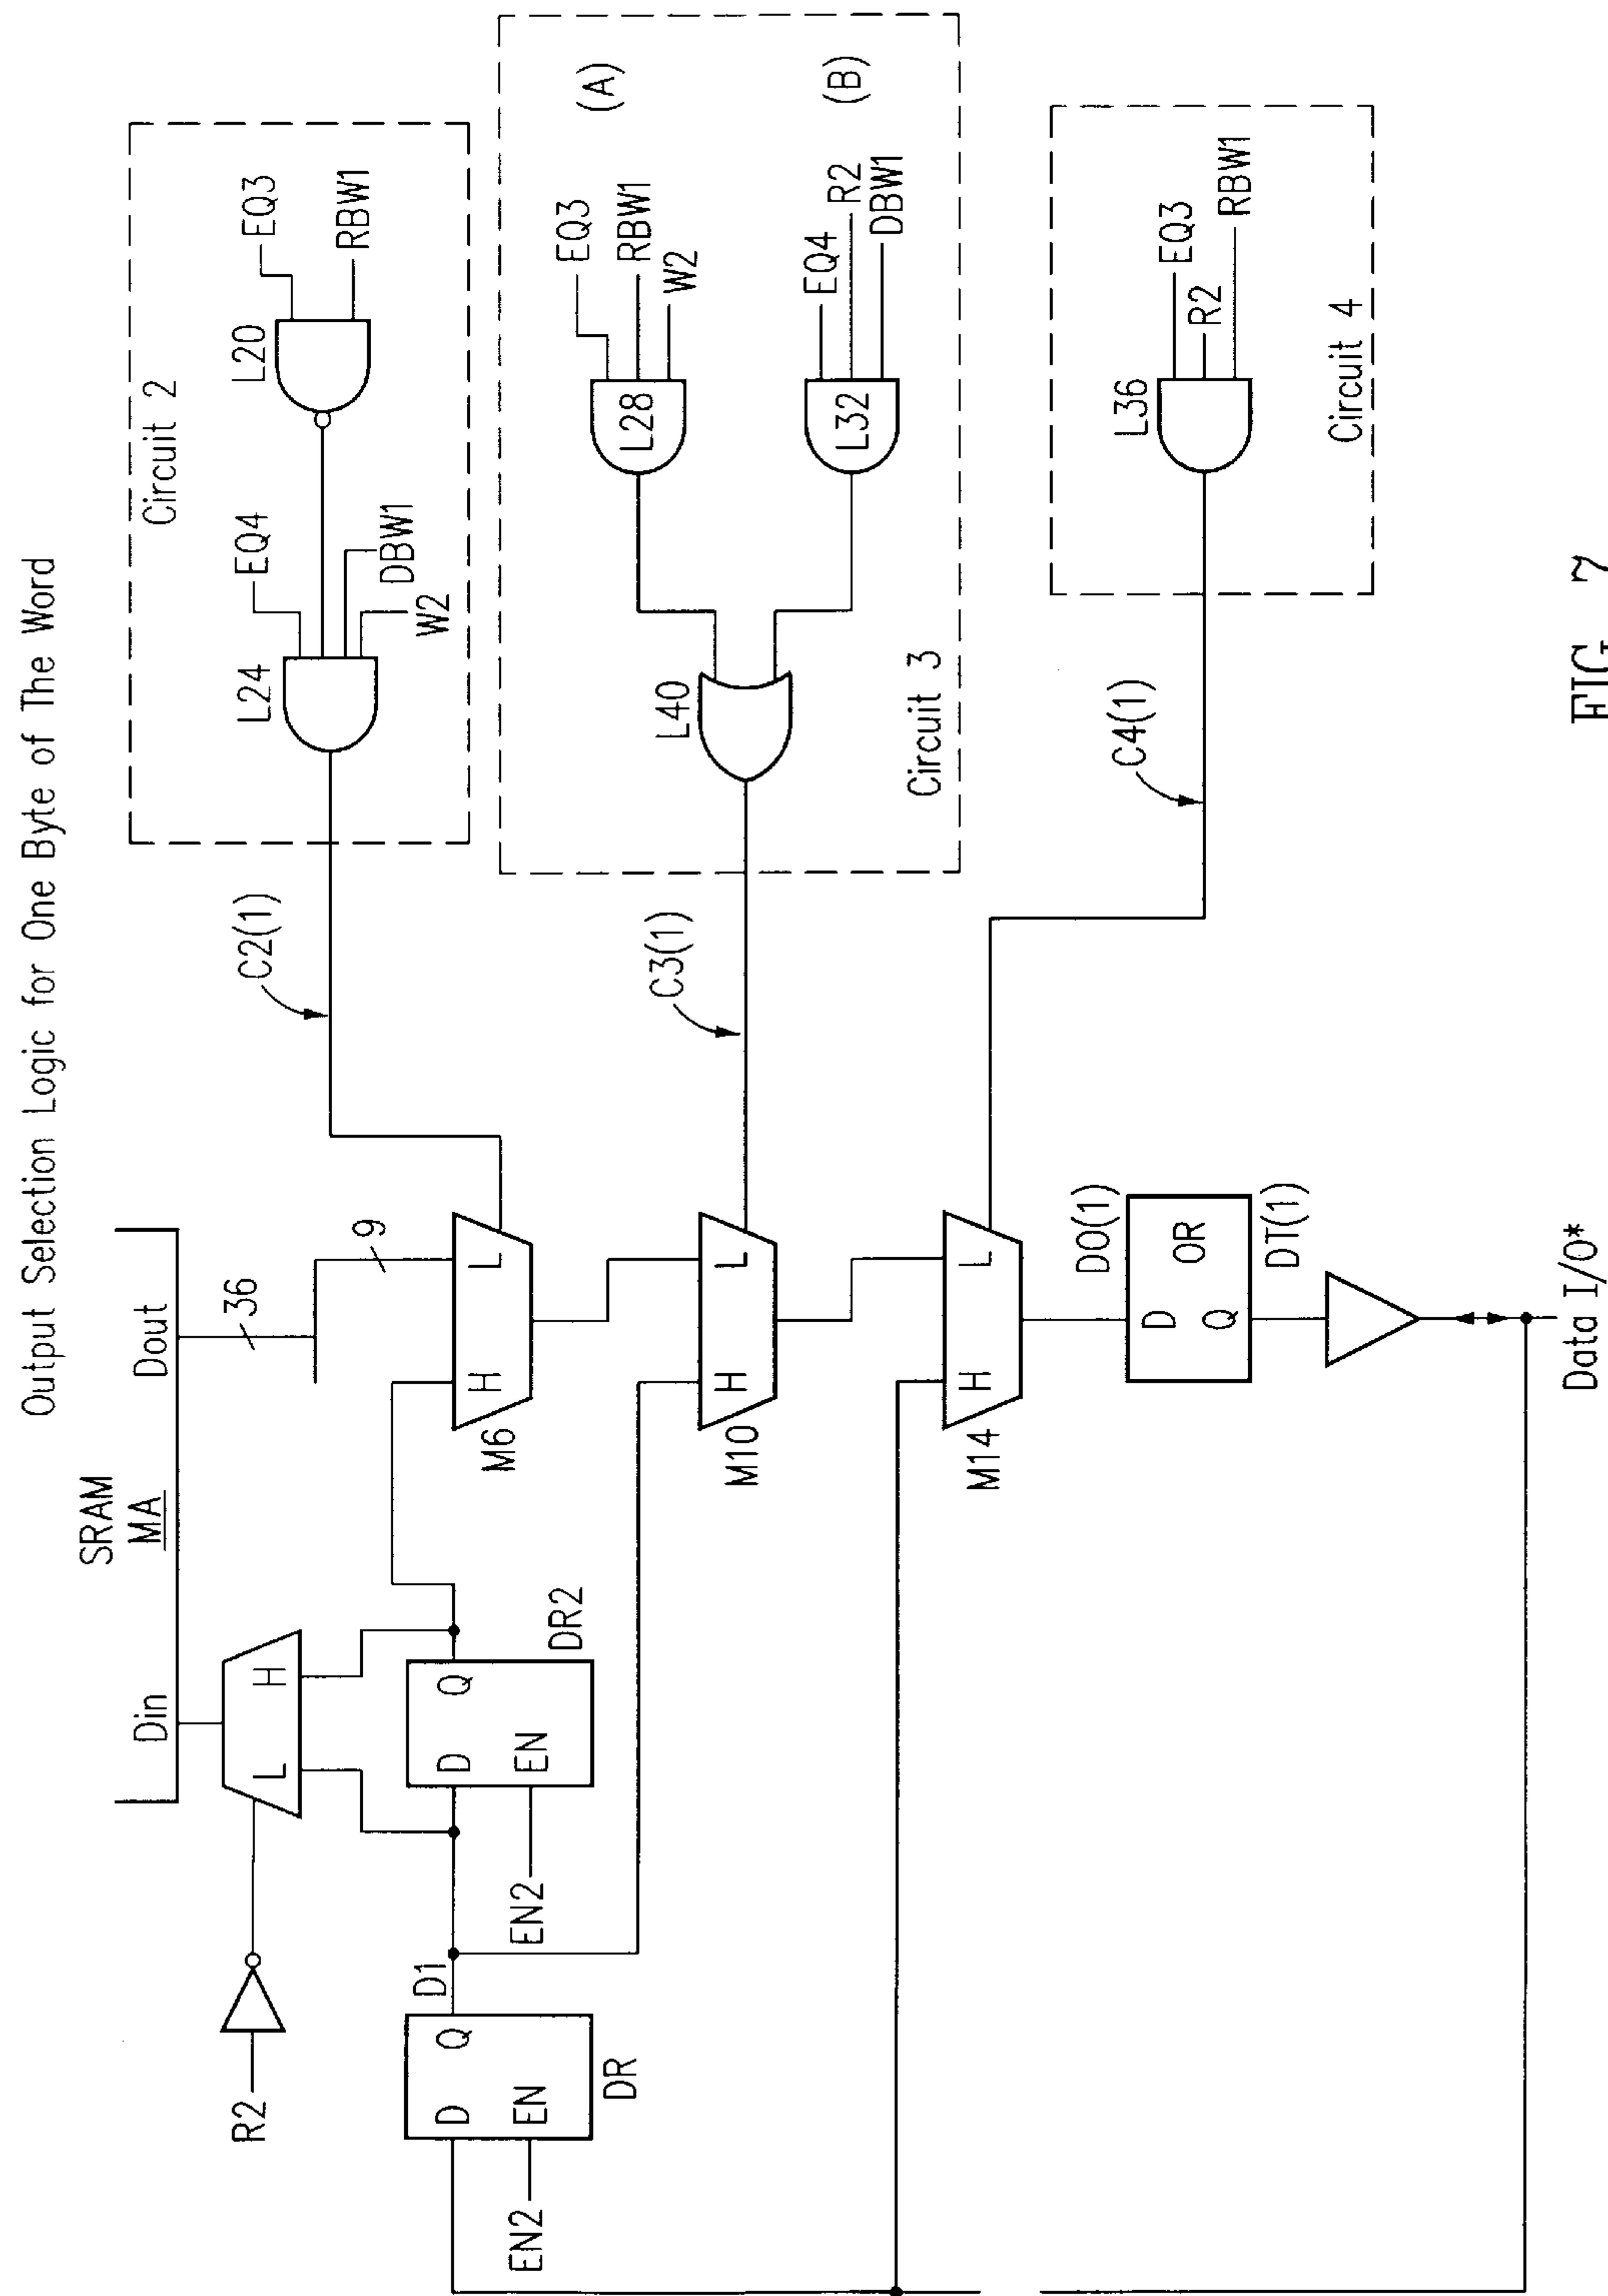 Output Selection Logic for One Byte of The Word
SRAM
MA
Din
Dout
36
9
L
H
R2
D1
D
Q
EN
EN2
DR
D
Q
EN
EN2
DR2
H
L
M6
H
L
M10
H
L
M14
D
Q
OR
DO(1)
DT(1)
Data I/O*
C2(1)
C3(1)
C4(1)
Circuit 2
L24
EQ4
DBW1
W2
L20
EQ3
RBW1
Circuit 3
L40
(A)
L28
EQ3
RBW1
W2
(B)
L32
EQ4
R2
DBW1
Circuit 4
L36
EQ3
R2
RBW1
FIG. 7